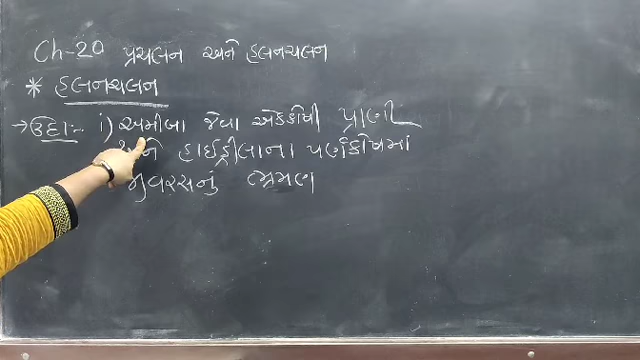 Ch-20 પ્રચલન અને હલનચલન
* હલનચલન
→ ઉદા:- i) અમીબા જેવા એકકોષી પ્રાણી
અને હાઈડ્રીલાના પર્ણકોષમાં
જીવરસનું ભ્રમણ